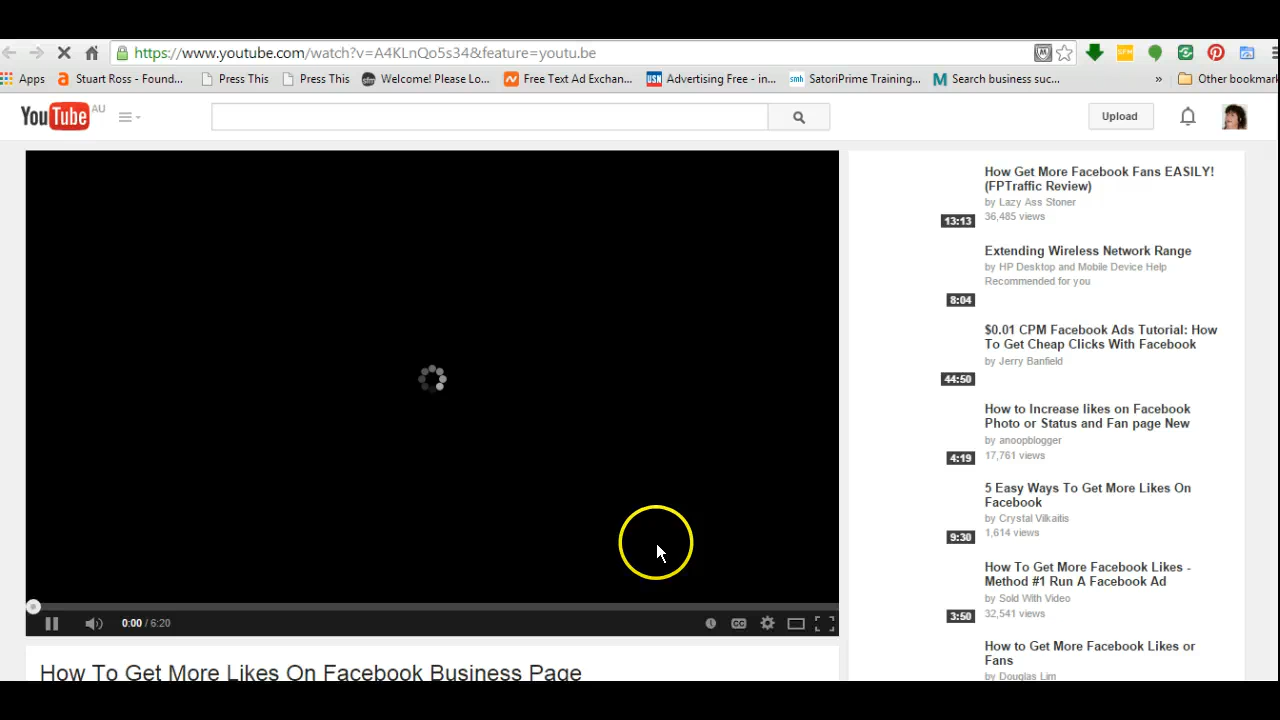 https://www.youtube.com/watch?v=A4KLnOo5s34&feature=youtu.be
Apps
Stuart Ross - Found...
Press This
Press This
Welcome! Please Lo...
Free Text Ad Exchan...
Advertising Free - in...
SatoriPrime Training...
Search business suc...
»
Other bookmark
YouTube AU
Upload
How Get More Facebook Fans EASILY!
(FPTraffic Review)
by Lazy Ass Stoner
36,485 views
13:13
Extending Wireless Network Range
by HP Desktop and Mobile Device Help
Recommended for you
8:04
$0.01 CPM Facebook Ads Tutorial: How
To Get Cheap Clicks With Facebook
by Jerry Banfield
44:50
How to Increase likes on Facebook
Photo or Status and Fan page New
by anoopblogger
17,761 views
4:19
5 Easy Ways To Get More Likes On
Facebook
by Crystal Vilkaitis
1,614 views
9:30
How To Get More Facebook Likes -
Method #1 Run A Facebook Ad
by Sold With Video
32,541 views
3:50
How to Get More Facebook Likes or
Fans
by Douglas Lim
0:00 / 6:20
CC
How To Get More Likes On Facebook Business Page